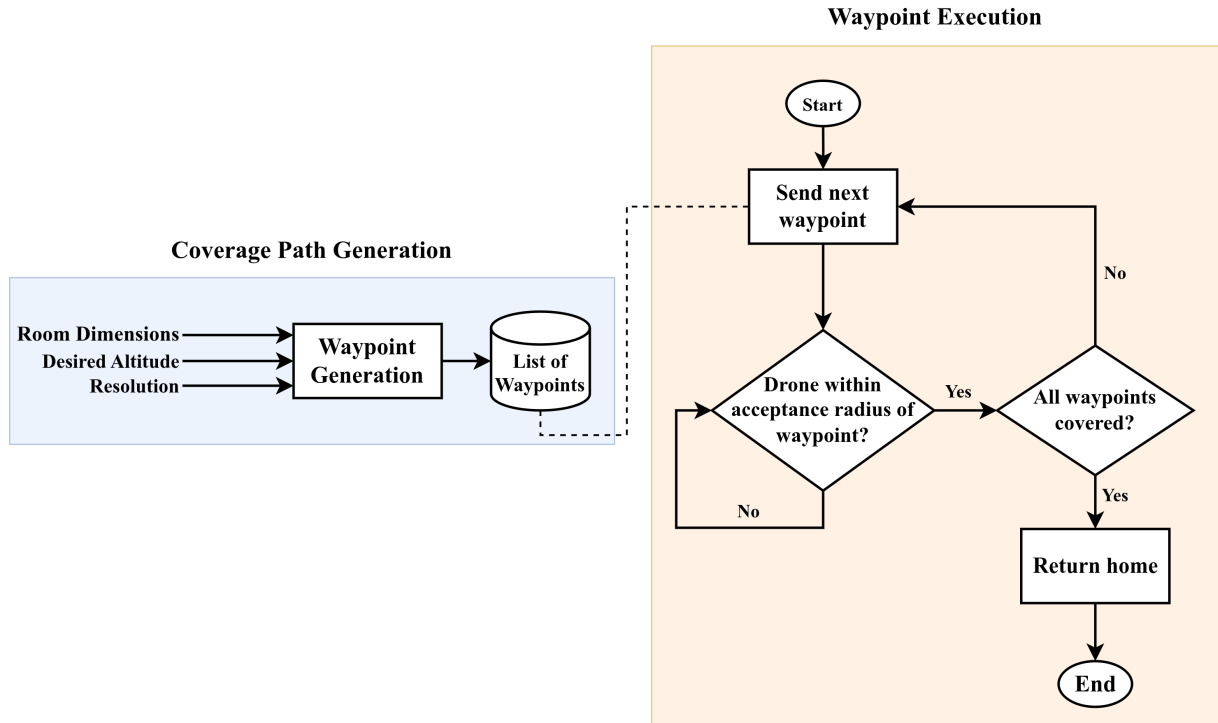 Waypoint Execution
Start
Send next
waypoint
Coverage Path Generation
Room Dimensions
Desired Altitude
Resolution
Waypoint
Generation
List of
Waypoints
Drone within
acceptance radius of
waypoint?
Yes
No
All waypoints
covered?
No
Yes
Return home
End